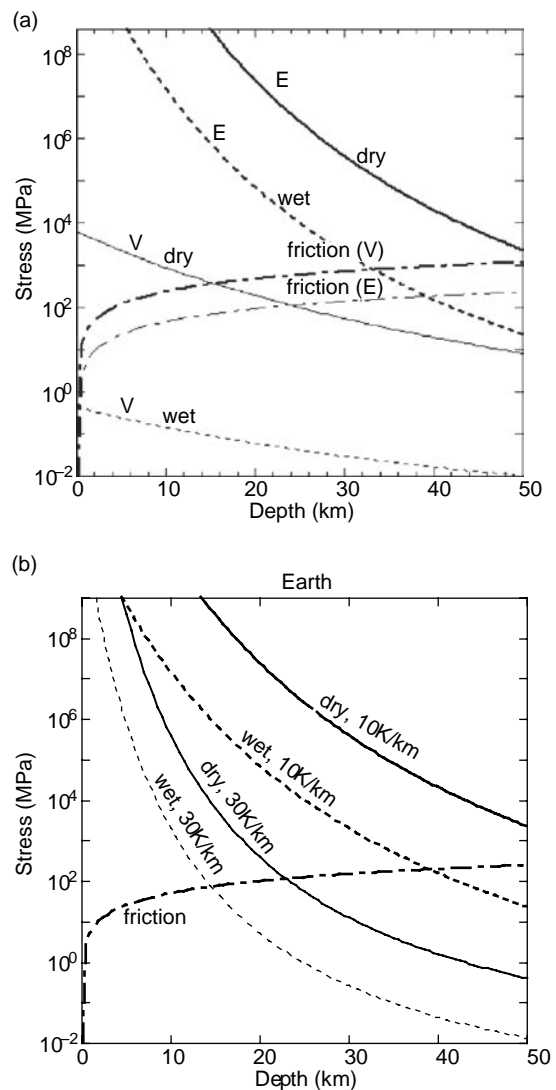 (a)
10^8
10^6
10^4
10^2
10^0
10^-2
Stress (MPa)
E
E
dry
wet
V
dry
friction (V)
friction (E)
V
wet
0
10
20
30
40
50
Depth (km)
(b)
Earth
10^8
10^6
10^4
10^2
10^0
10^-2
Stress (MPa)
dry, 10K/km
wet, 10K/km
dry, 30K/km
wet, 30K/km
friction
0
10
20
30
40
50
Depth (km)